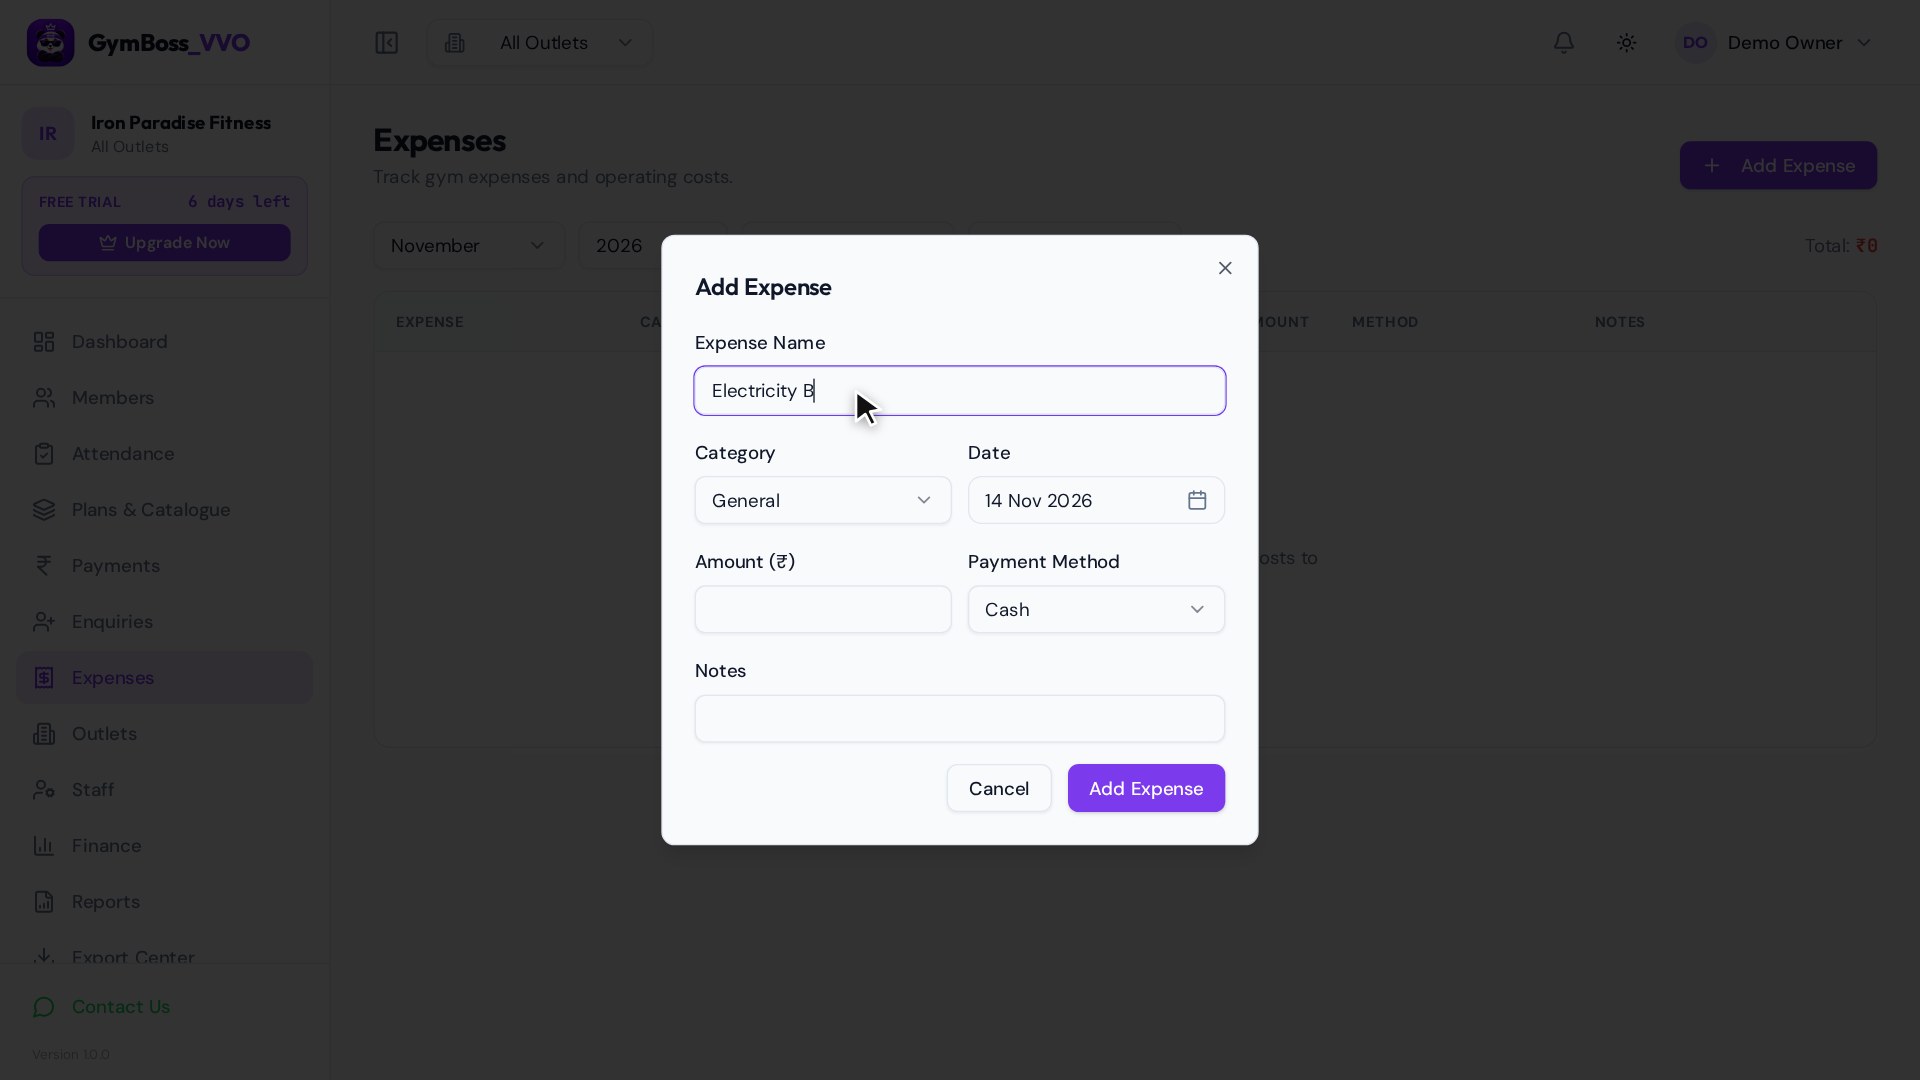 GymBoss_VVO
All Outlets
DO Demo Owner
IR Iron Paradise Fitness
All Outlets
FREE TRIAL 6 days left
Upgrade Now
Dashboard
Members
Attendance
Plans & Catalogue
Payments
Enquiries
Expenses
Outlets
Staff
Finance
Reports
Export Center
Contact Us
Version 1.0.0
Expenses
Track gym expenses and operating costs.
+ Add Expense
November 2026
Total: ₹0
EXPENSE METHOD NOTES
to
Add Expense
Expense Name
Electricity B
Category Date
General 14 Nov 2026
Amount (₹) Payment Method
Cash
Notes
Cancel Add Expense